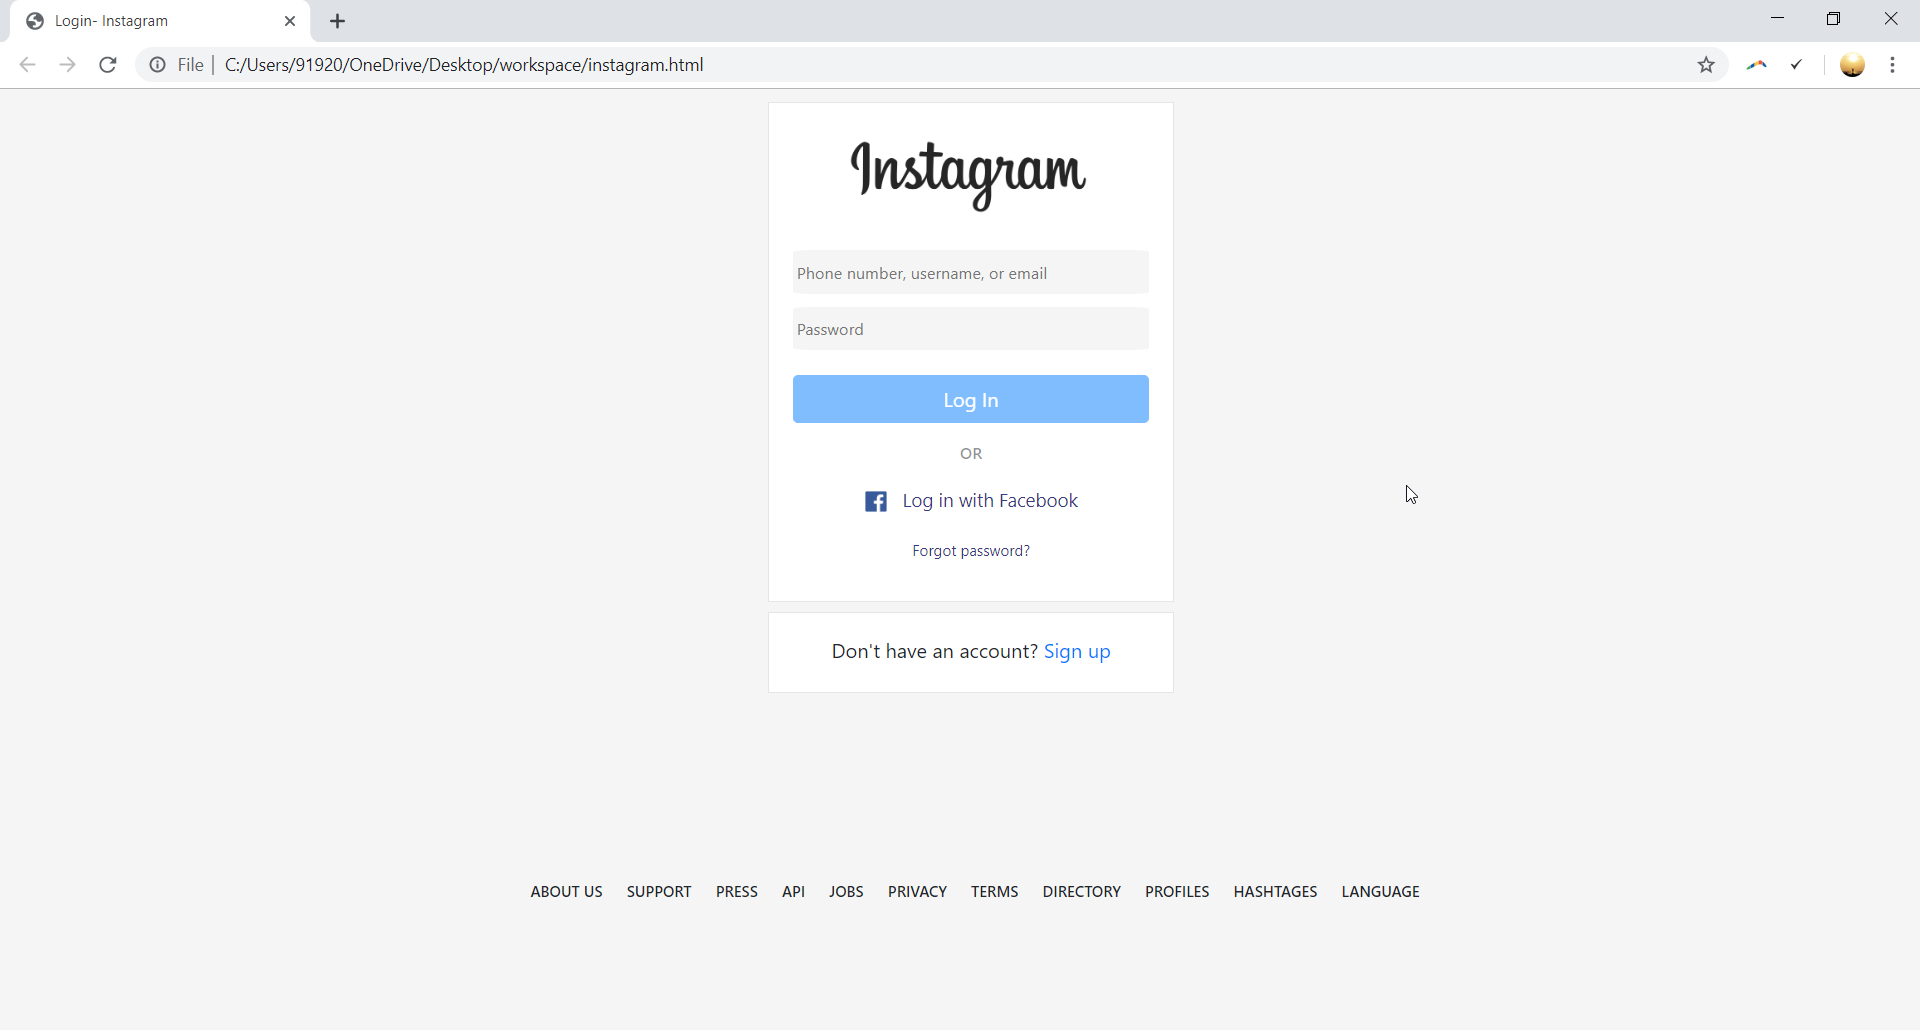 Login- Instagram
File | C:/Users/91920/OneDrive/Desktop/workspace/instagram.html
Instagram
Phone number, username, or email
Password
Log In
OR
Log in with Facebook
Forgot password?
Don't have an account? Sign up
ABOUT US SUPPORT PRESS API JOBS PRIVACY TERMS DIRECTORY PROFILES HASHTAGES LANGUAGE